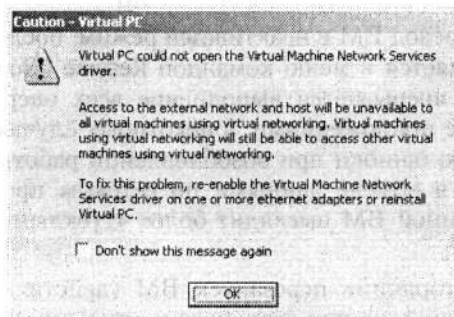 Caution - Virtual PC
Virtual PC could not open the Virtual Machine Network Services
driver.
Access to the external network and host will be unavailable to
all virtual machines using virtual networking. Virtual machines
using virtual networking will still be able to access other virtual
machines using virtual networking.
To fix this problem, re-enable the Virtual Machine Network
Services driver on one or more ethernet adapters or reinstall
Virtual PC.
Don't show this message again
OK